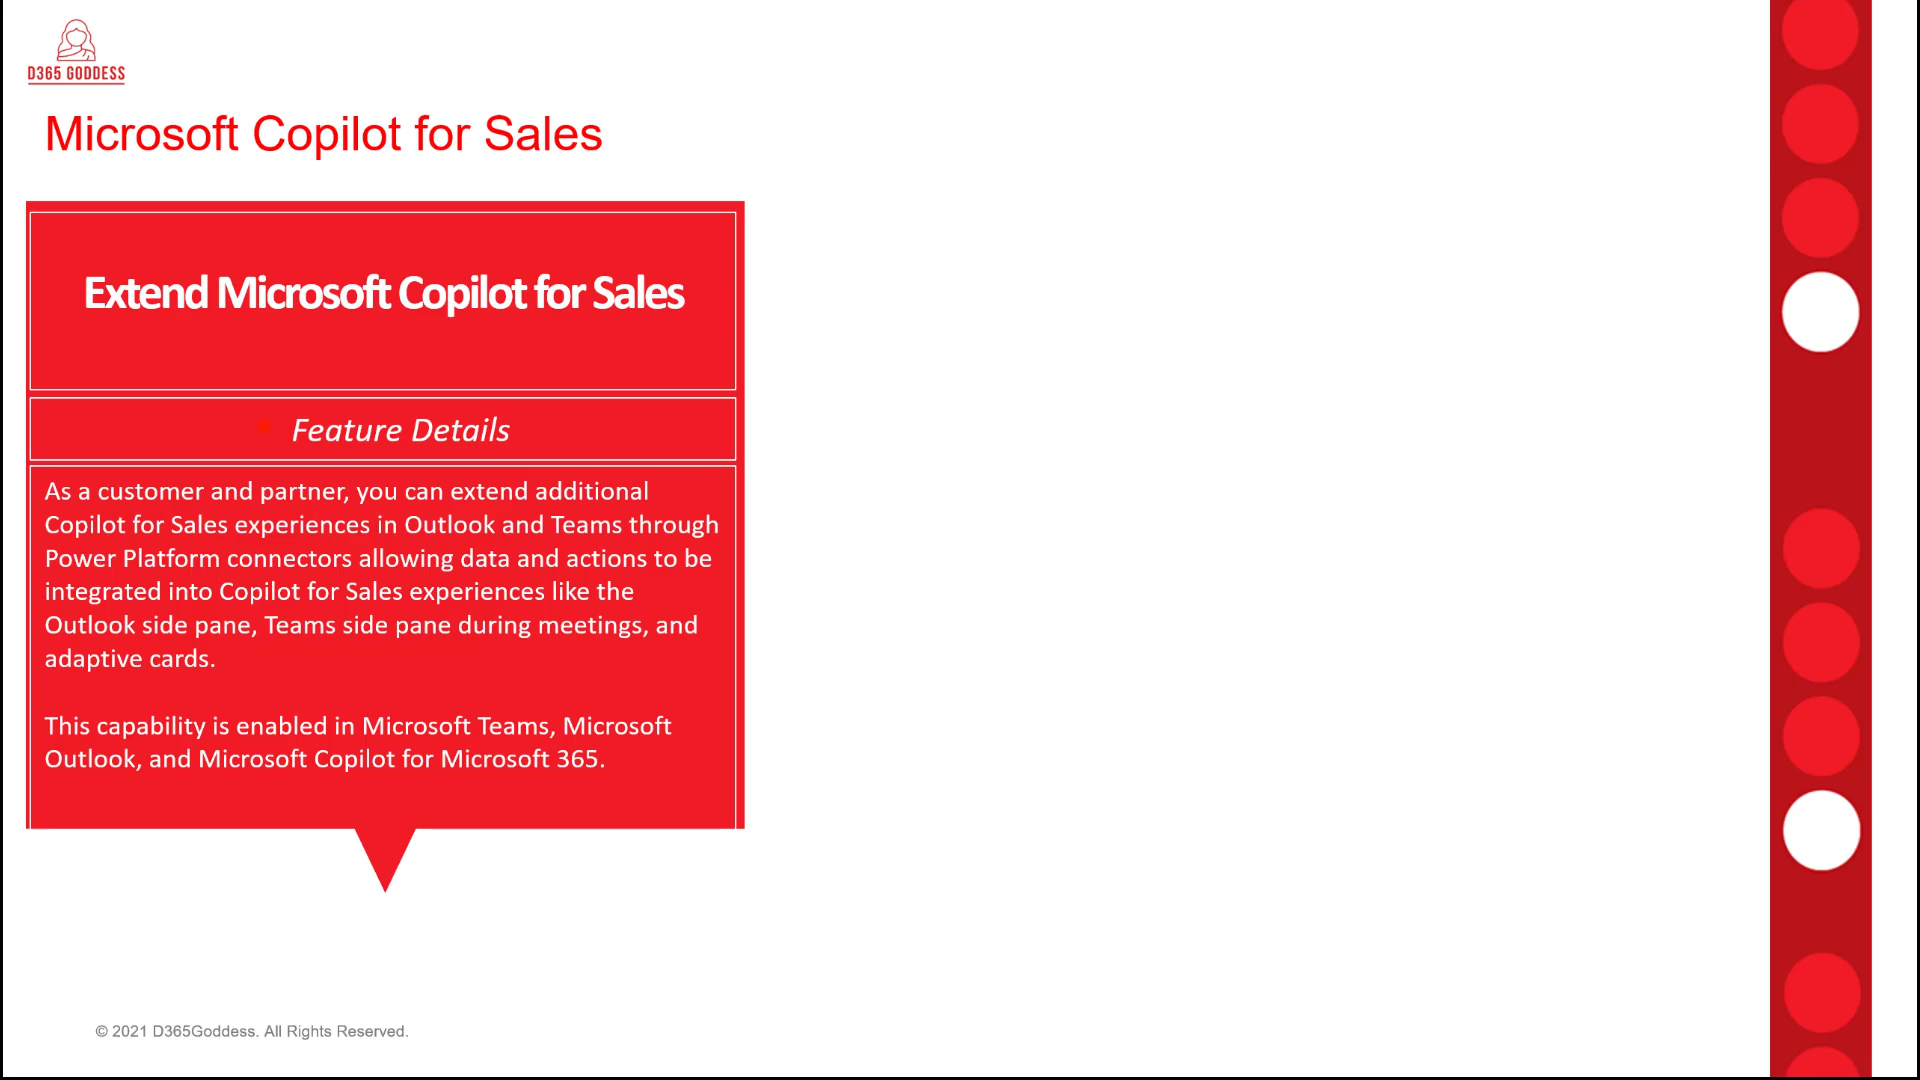 D365 GODDESS
Microsoft Copilot for Sales
Extend Microsoft Copilot for Sales
Feature Details
As a customer and partner, you can extend additional
Copilot for Sales experiences in Outlook and Teams through
Power Platform connectors allowing data and actions to be
integrated into Copilot for Sales experiences like the
Outlook side pane, Teams side pane during meetings, and
adaptive cards.
This capability is enabled in Microsoft Teams, Microsoft
Outlook, and Microsoft Copilot for Microsoft 365.
© 2021 D365Goddess. All Rights Reserved.